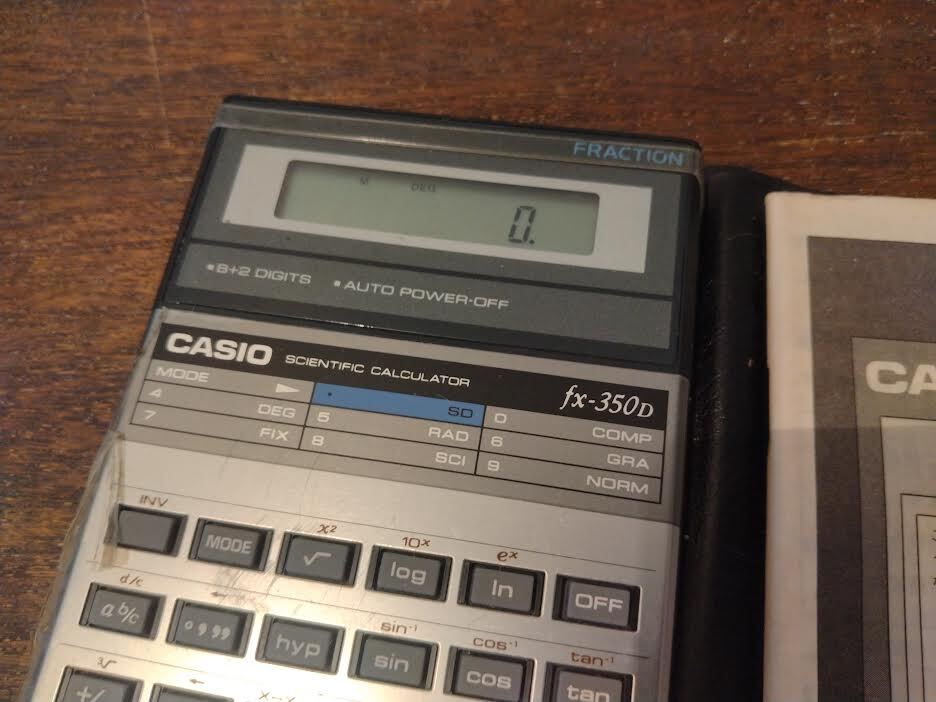 FRACTION
M DEG
0.
▪8+2 DIGITS ▪AUTO POWER-OFF
CASIO SCIENTIFIC CALCULATOR fx-350D
MODE ► • SD 0 COMP
4 DEG 5 RAD 6 GRA
7 FIX 8 SCI 9 NORM
CA
INV x² 10ˣ eˣ
MODE √ log ln OFF
d/c ← sin⁻¹ cos⁻¹ tan⁻¹
a b/c ° , ,, hyp sin cos tan
³√ ← X↔Y
+/